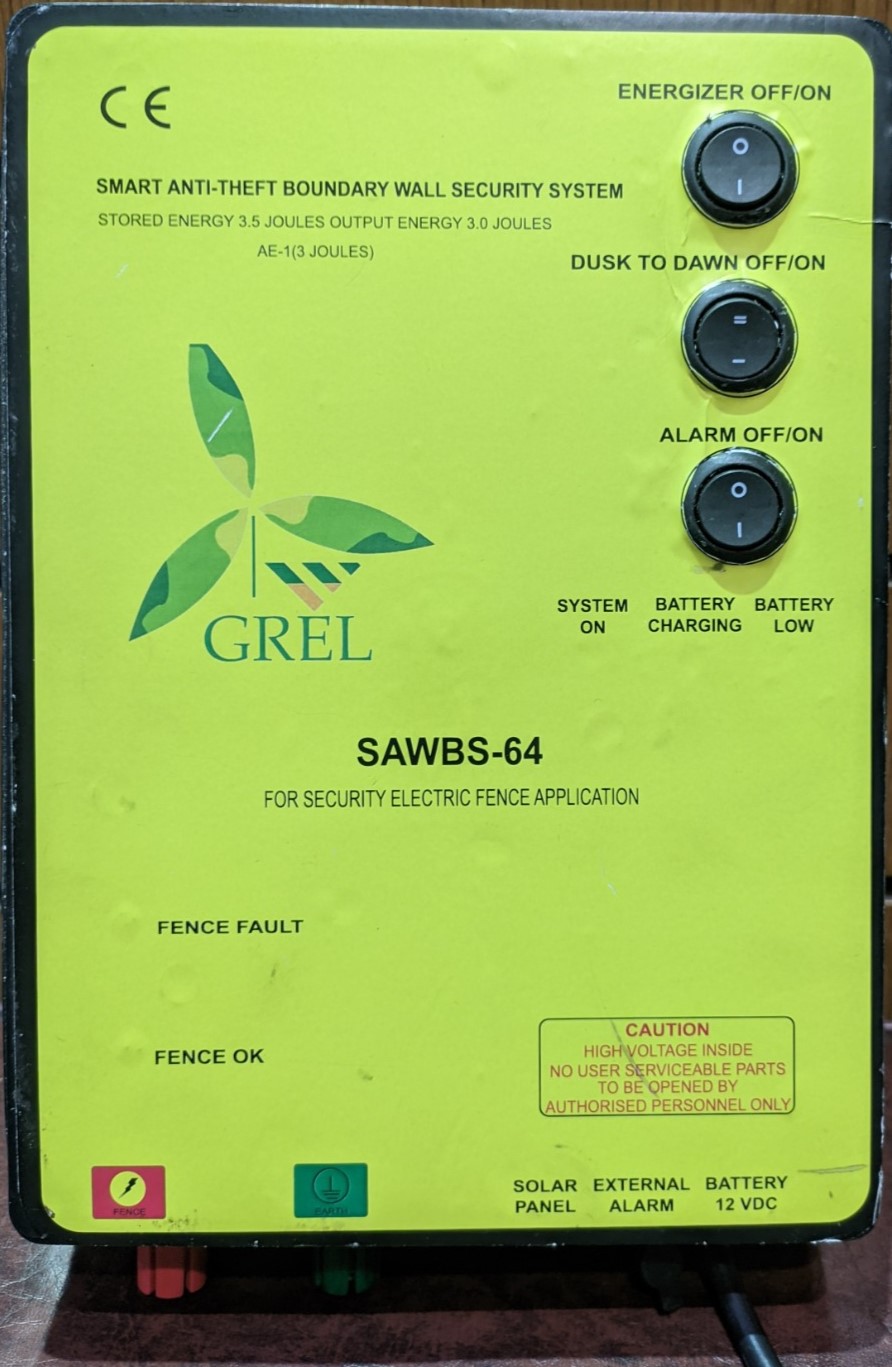 CE
ENERGIZER OFF/ON
O
I
SMART ANTI-THEFT BOUNDARY WALL SECURITY SYSTEM
STORED ENERGY 3.5 JOULES OUTPUT ENERGY 3.0 JOULES
AE-1(3 JOULES)
DUSK TO DAWN OFF/ON
=
–
ALARM OFF/ON
O
I
SYSTEM ON
BATTERY CHARGING
BATTERY LOW
GREL
SAWBS-64
FOR SECURITY ELECTRIC FENCE APPLICATION
FENCE FAULT
FENCE OK
CAUTION
HIGH VOLTAGE INSIDE
NO USER SERVICEABLE PARTS
TO BE OPENED BY
AUTHORISED PERSONNEL ONLY
FENCE
EARTH
SOLAR PANEL
EXTERNAL ALARM
BATTERY 12 VDC